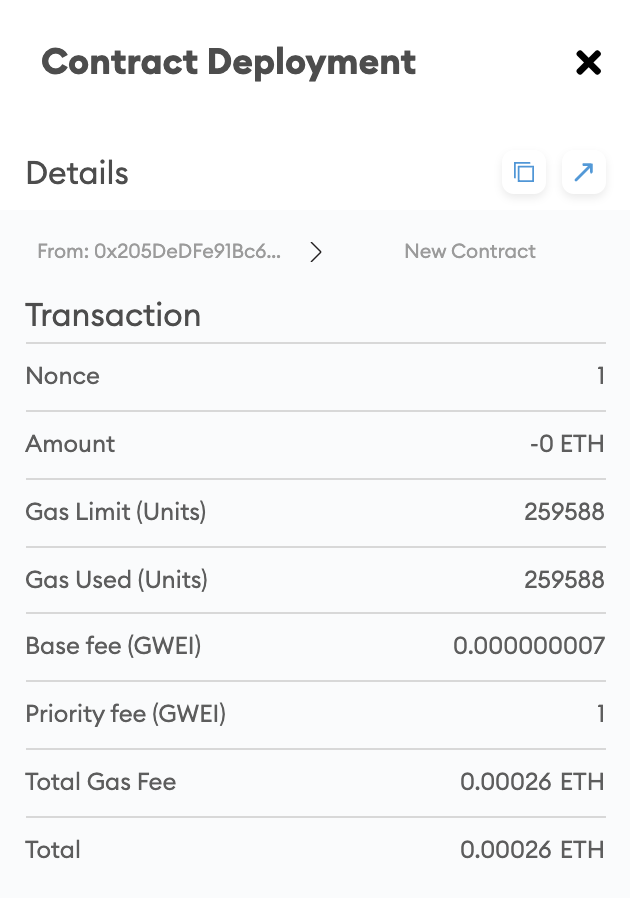 Contract Deployment
Details
From: 0x205DeDFe91Bc6... New Contract
Transaction
Nonce 1
Amount -0 ETH
Gas Limit (Units) 259588
Gas Used (Units) 259588
Base fee (GWEI) 0.000000007
Priority fee (GWEI) 1
Total Gas Fee 0.00026 ETH
Total 0.00026 ETH